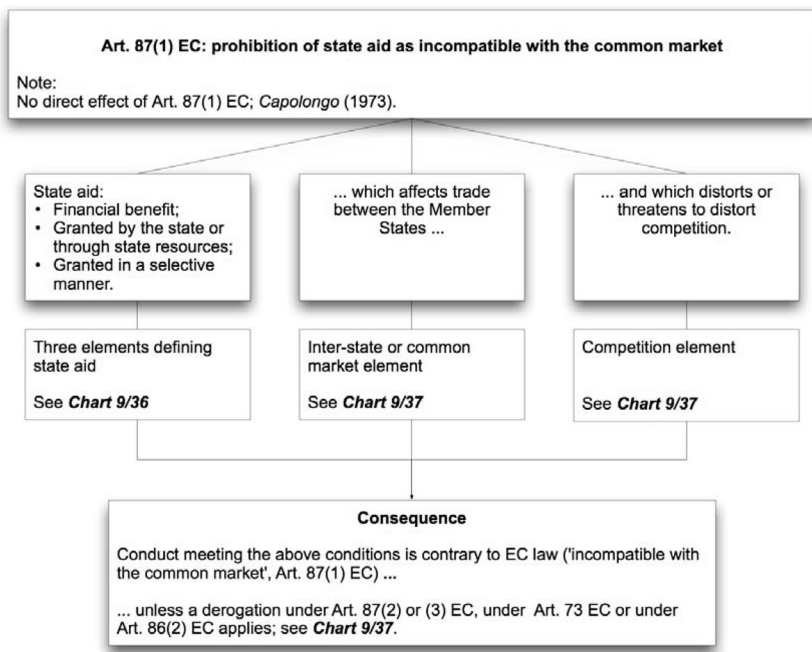 Art. 87(1) EC: prohibition of state aid as incompatible with the common market
Note:
No direct effect of Art. 87(1) EC; Capolongo (1973).
State aid:
• Financial benefit;
• Granted by the state or
through state resources;
• Granted in a selective
manner.
... which affects trade
between the Member
States ...
... and which distorts or
threatens to distort
competition.
Three elements defining
state aid
See Chart 9/36
Inter-state or common
market element
See Chart 9/37
Competition element
See Chart 9/37
Consequence
Conduct meeting the above conditions is contrary to EC law ('incompatible with
the common market', Art. 87(1) EC) ...
... unless a derogation under Art. 87(2) or (3) EC, under Art. 73 EC or under
Art. 86(2) EC applies; see Chart 9/37.